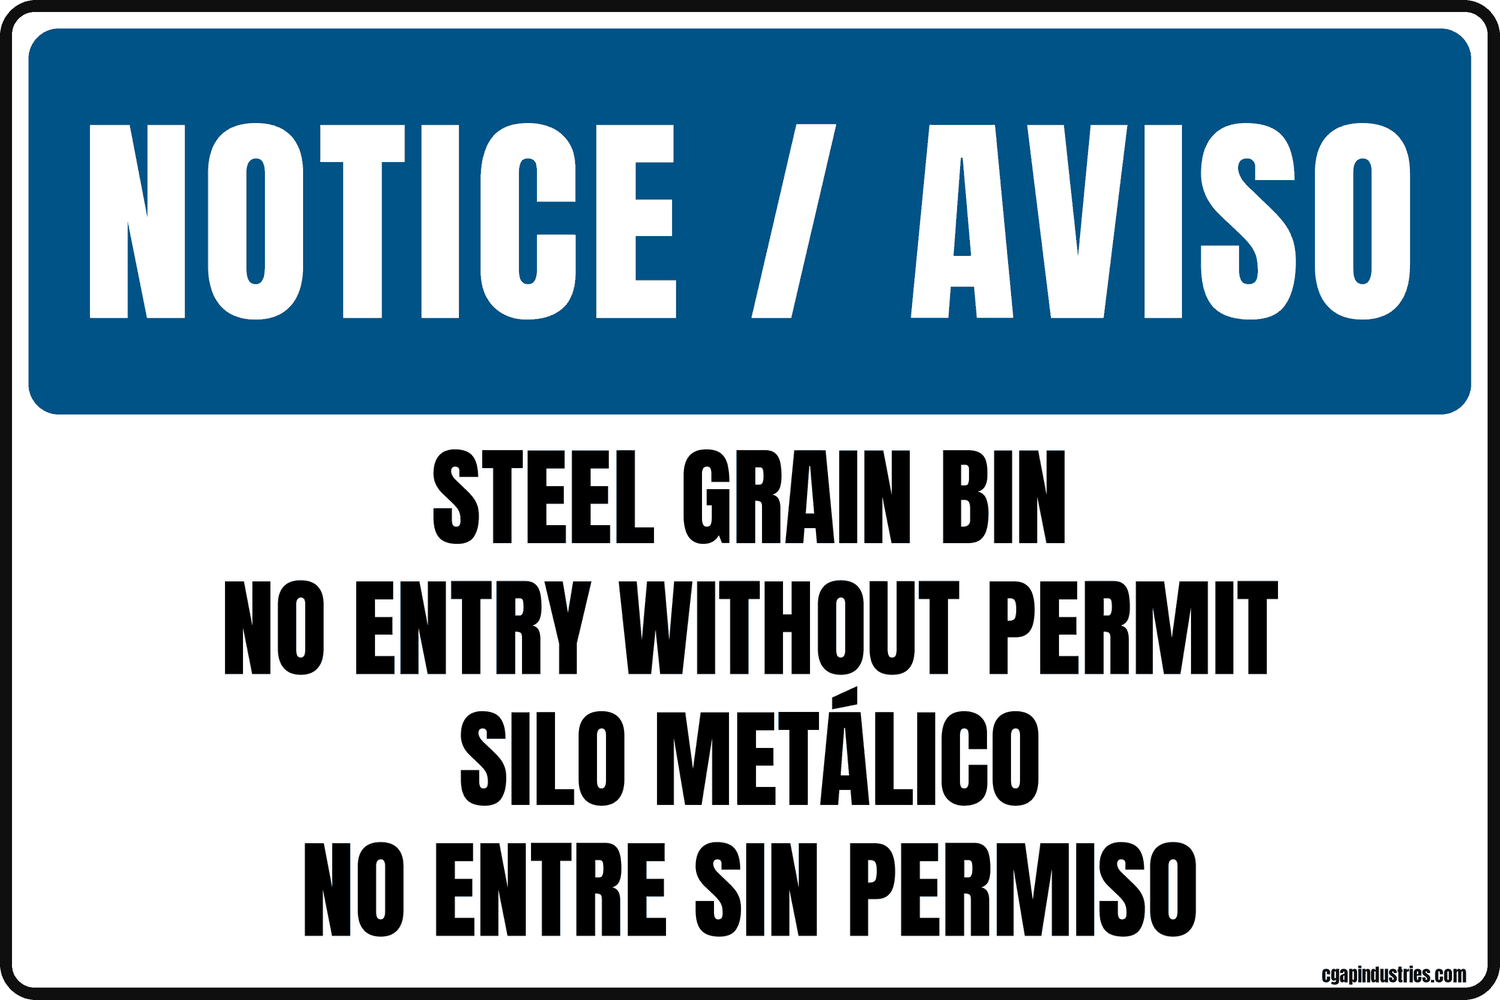 NOTICE / AVISO
STEEL GRAIN BIN
NO ENTRY WITHOUT PERMIT
SILO METÁLICO
NO ENTRE SIN PERMISO
cgapindustries.com